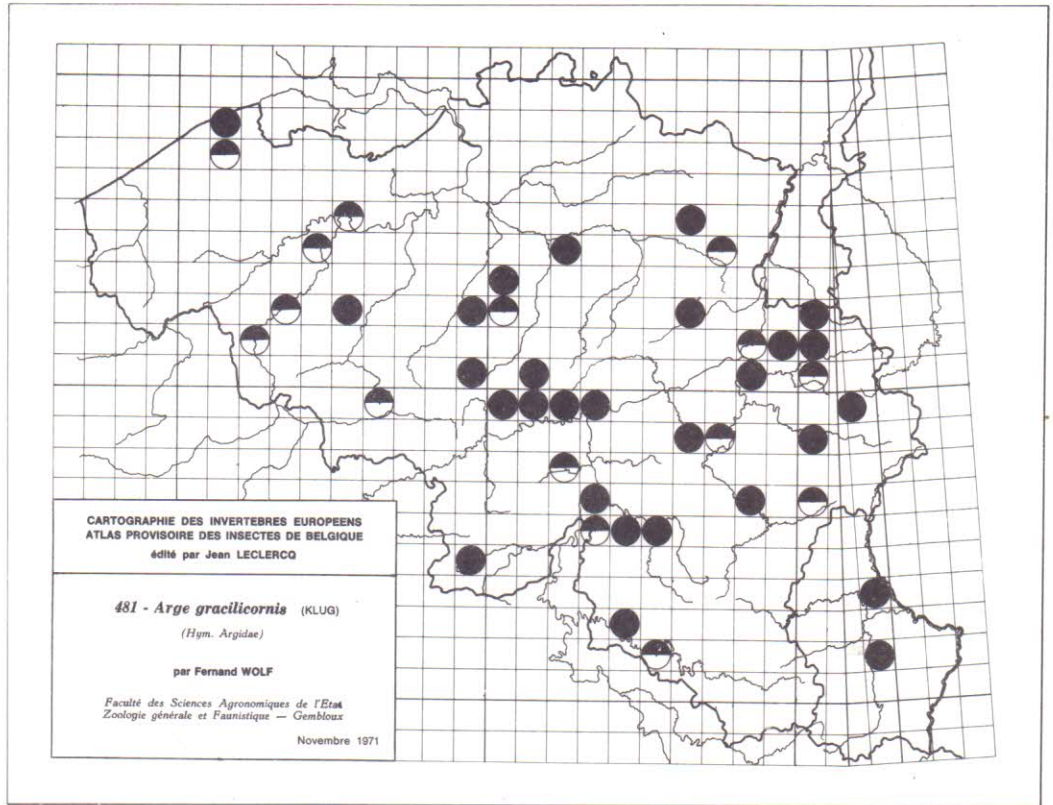 CARTOGRAPHIE DES INVERTEBRES EUROPEENS
ATLAS PROVISOIRE DES INSECTES DE BELGIQUE
édité par Jean LECLERCQ
481 - Arge gracilicornis (KLUG)
(Hym. Argidae)
par Fernand WOLF
Faculté des Sciences Agronomiques de l'Etat
Zoologie générale et Faunistique — Gembloux
Novembre 1971